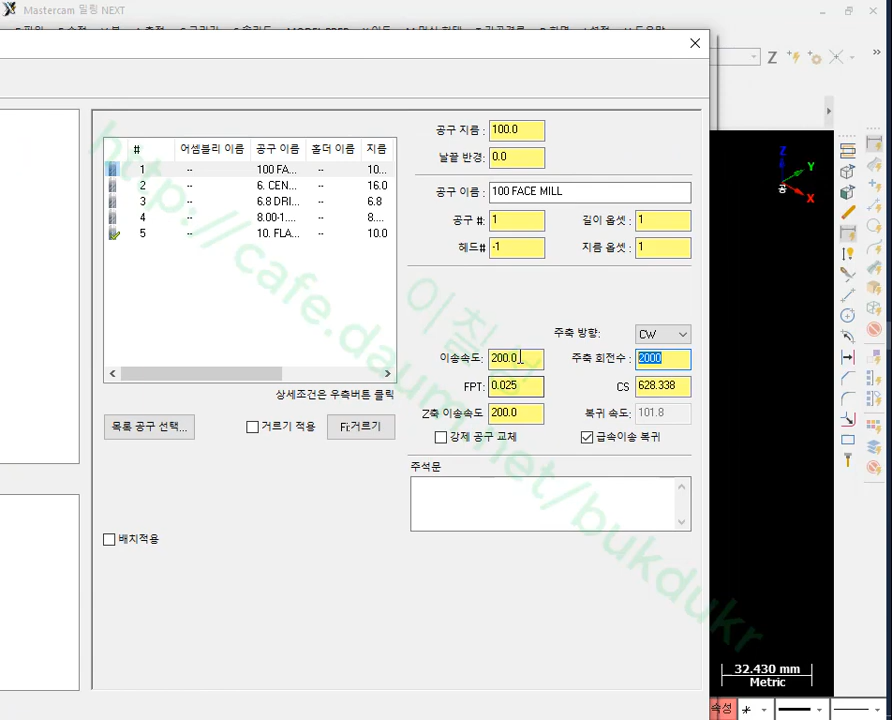 Mastercam 밀링 NEXT
Z
# 어셈블리 이름 공구 이름 홀더 이름 지름
1 -- 100 FA... -- 10...
2 -- 6. CEN... -- 16.0
3 -- 6.8 DRI... -- 6.8
4 -- 8.00-1.... -- 8....
5 -- 10. FLA... -- 10.0
상세조건은 우측버튼 클릭
목록 공구 선택...
거르기 적용
F:거르기
배치적용
공구 지름 : 100.0
날끝 반경: 0.0
공구 이름 : 100 FACE MILL
공구 #: 1 길이 옵셋 : 1
헤드# -1 지름 옵셋 : 1
주축 방향: CW
이송속도: 200.0 주축 회전수 : 2000
FPT: 0.025 CS 628.338
Z축 이송속도 200.0 복귀 속도: 101.8
강제 공구 교체 급속이송 복귀
주석문
Z
Y
X
32.430 mm
Metric
속성
이칠성
http://cafe.daum.net/bukdukr